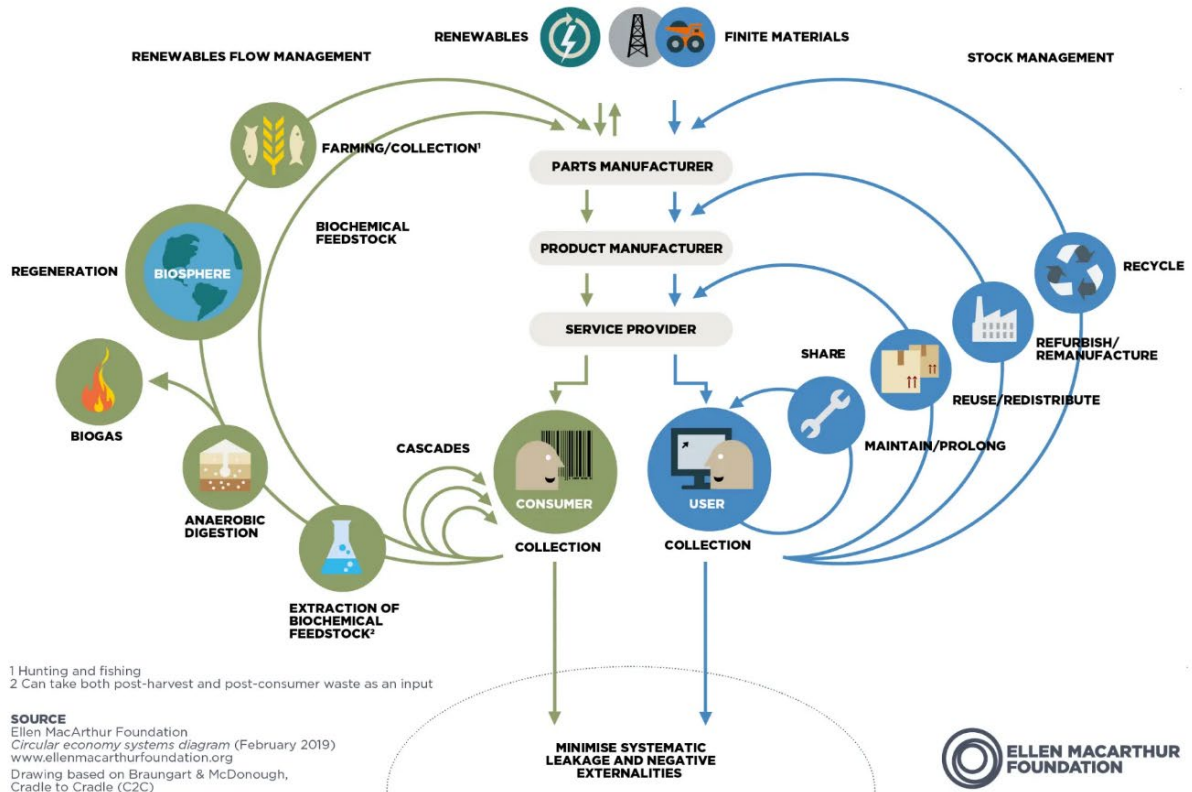 RENEWABLES
FINITE MATERIALS
RENEWABLES FLOW MANAGEMENT
STOCK MANAGEMENT
FARMING/COLLECTION¹
PARTS MANUFACTURER
BIOCHEMICAL
FEEDSTOCK
PRODUCT MANUFACTURER
REGENERATION
BIOSPHERE
RECYCLE
SERVICE PROVIDER
SHARE
REFURBISH/
REMANUFACTURE
REUSE/REDISTRIBUTE
BIOGAS
CASCADES
MAINTAIN/PROLONG
CONSUMER
USER
ANAEROBIC
DIGESTION
COLLECTION
COLLECTION
EXTRACTION OF
BIOCHEMICAL
FEEDSTOCK²
1 Hunting and fishing
2 Can take both post-harvest and post-consumer waste as an input
SOURCE
Ellen MacArthur Foundation
Circular economy systems diagram (February 2019)
www.ellenmacarthurfoundation.org
Drawing based on Braungart & McDonough,
Cradle to Cradle (C2C)
MINIMISE SYSTEMATIC
LEAKAGE AND NEGATIVE
EXTERNALITIES
ELLEN MACARTHUR
FOUNDATION